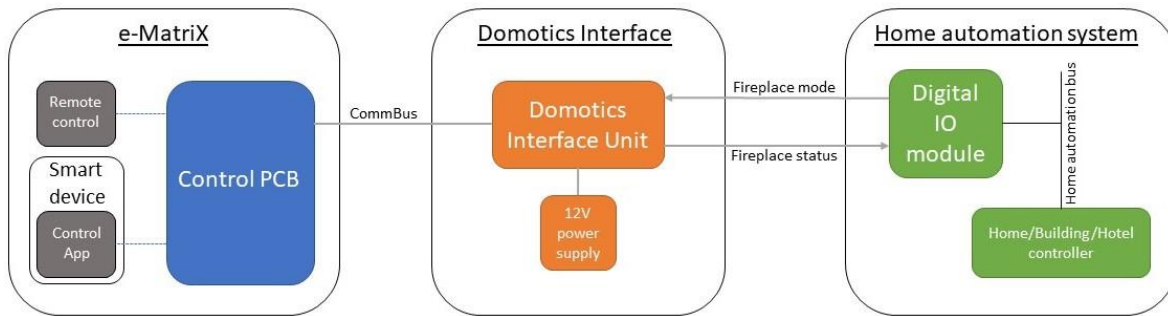 e-MatriX
Remote
control
Smart
device
Control
App
Control PCB
CommBus
Domotics Interface
Domotics
Interface Unit
12V
power
supply
Fireplace mode
Fireplace status
Home automation system
Digital
IO
module
Home automation bus
Home/Building/Hotel
controller